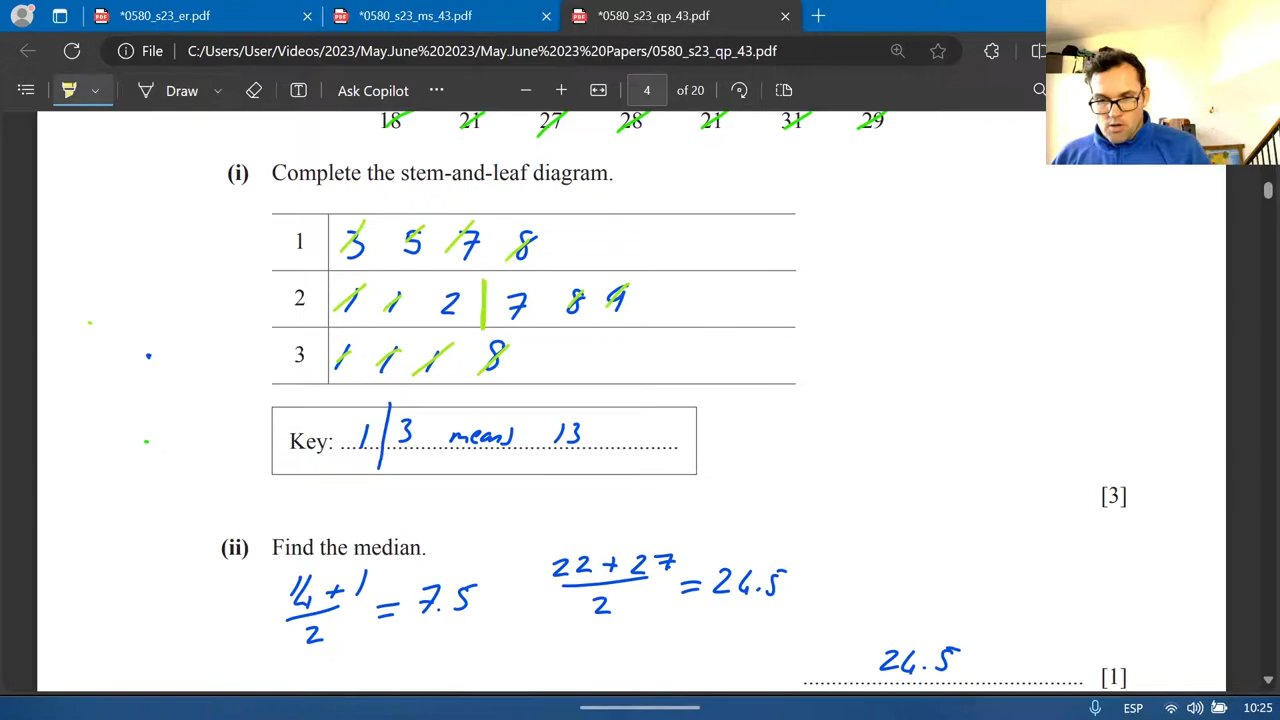 *0580_s23_er.pdf
*0580_s23_ms_43.pdf
*0580_s23_qp_43.pdf
File
C:/Users/User/Videos/2023/May.June%202023/May.June%2023%20Papers/0580_s23_qp_43.pdf
Draw
Ask Copilot
4 of 20
18 21 27 28 21 31 29
(i) Complete the stem-and-leaf diagram.
1 3 5 7 8
2 1 1 2 | 7 8 9
3 1 1 1 8
Key: 1 | 3 means 13
[3]
(ii) Find the median.
14 + 1 / 2 = 7.5
22 + 27 / 2 = 24.5
24.5 [1]
ESP 10:25